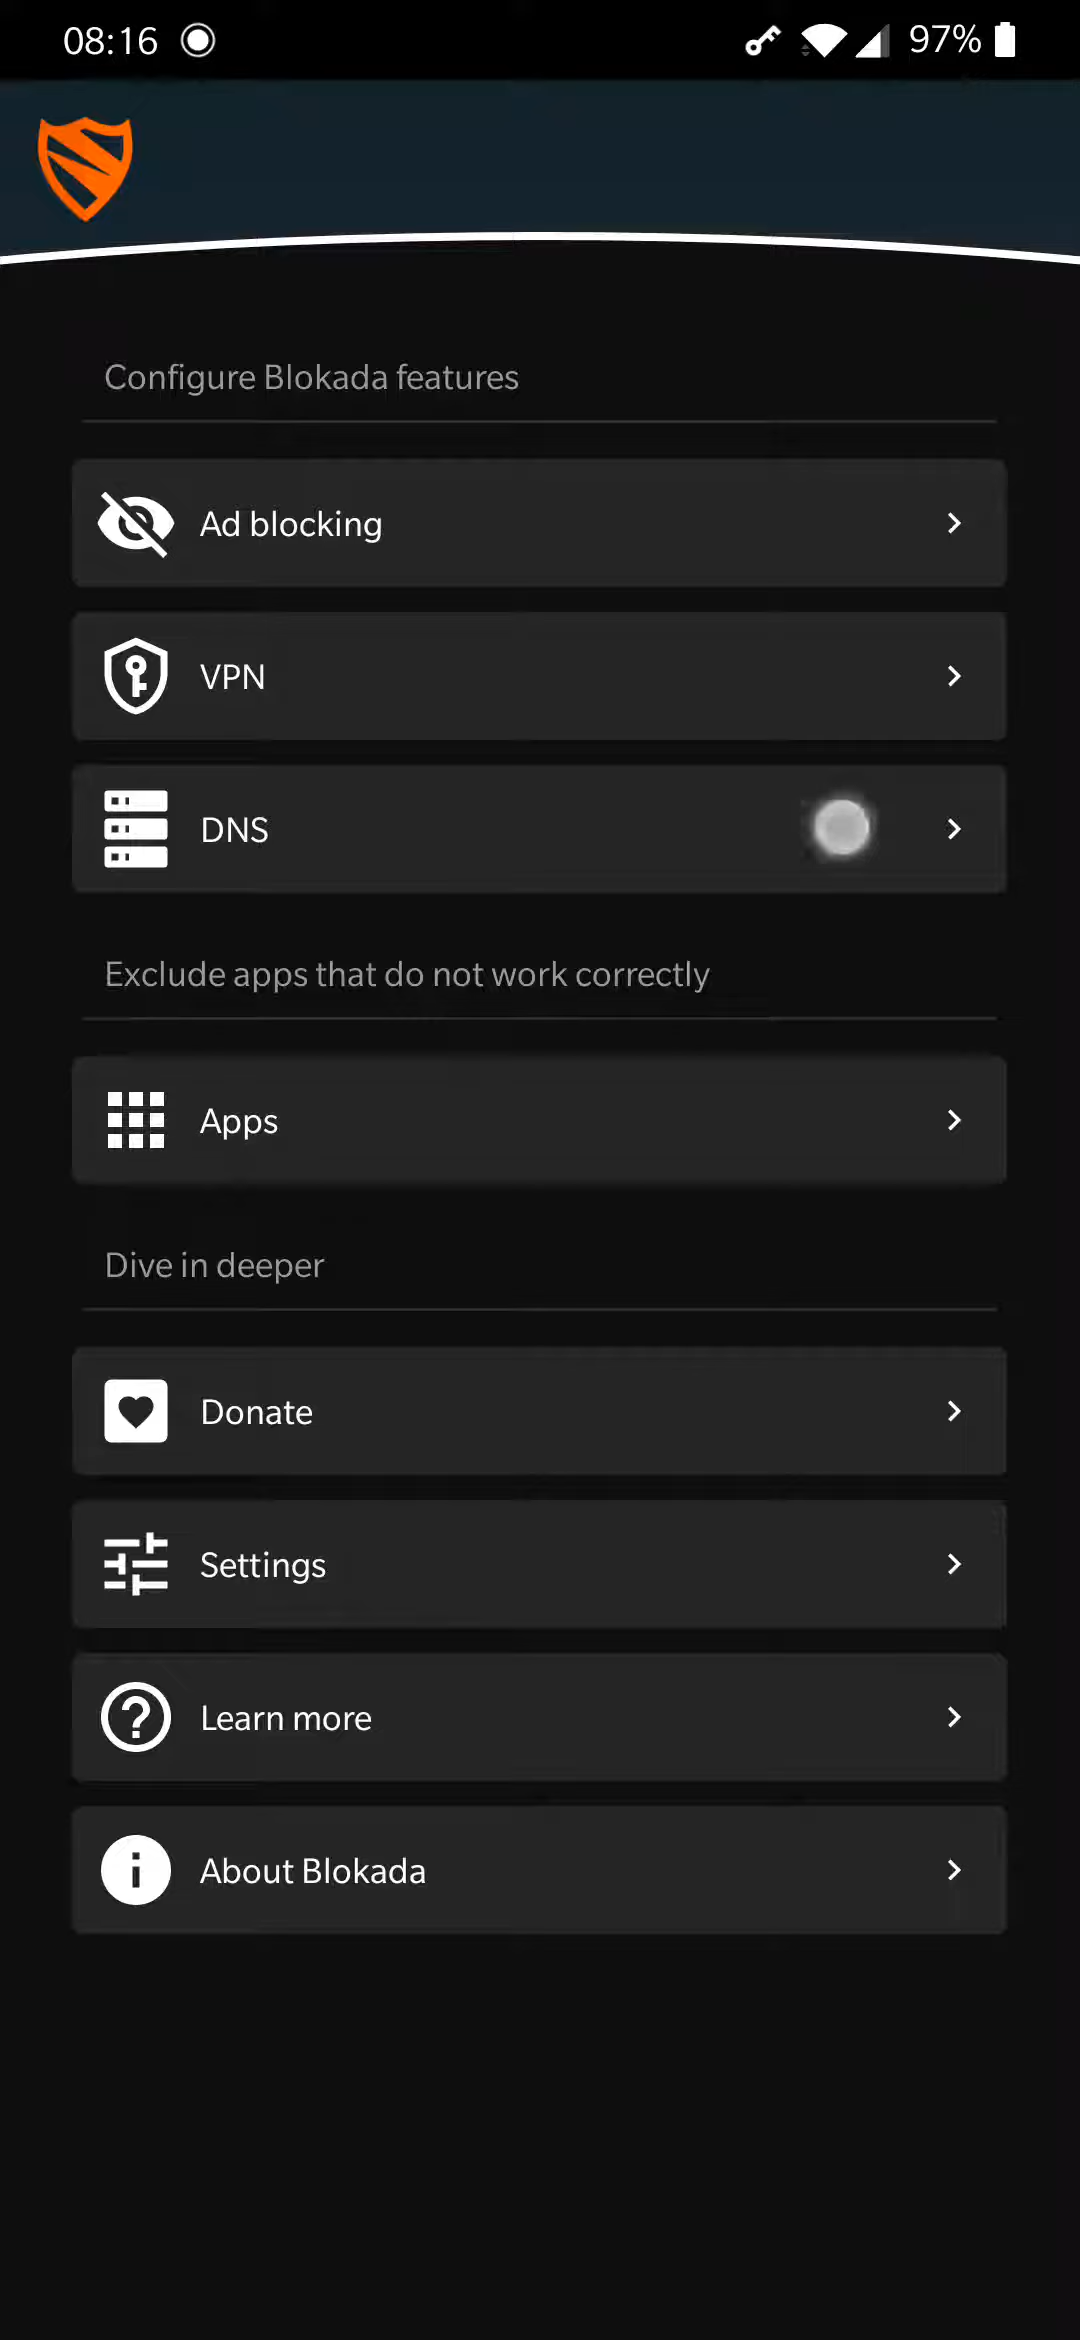 08:16 97%
Configure Blokada features
Ad blocking
VPN
DNS
Exclude apps that do not work correctly
Apps
Dive in deeper
Donate
Settings
Learn more
About Blokada